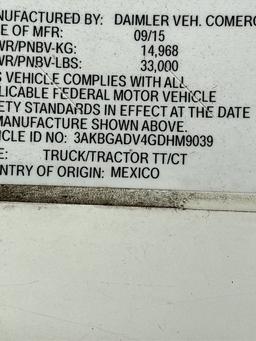 NUFACTURED BY: DAIMLER VEH. COMERC
E OF MFR: 09/15
WR/PNBV-KG: 14,968
WR/PNBV-LBS: 33,000
S VEHICLE COMPLIES WITH ALL
LICABLE FEDERAL MOTOR VEHICLE
ETY STANDARDS IN EFFECT AT THE DATE
MANUFACTURE SHOWN ABOVE.
ICLE ID NO: 3AKBGADV4GDHM9039
E: TRUCK/TRACTOR TT/CT
NTRY OF ORIGIN: MEXICO